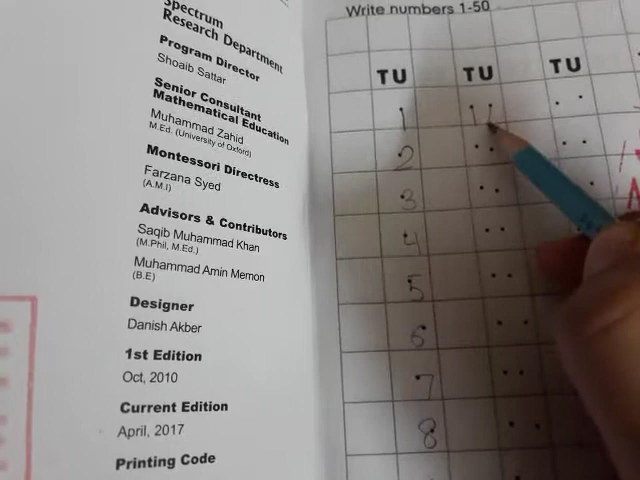 Spectrum
Research Department
Program Director
Shoaib Sattar
Senior Consultant
Mathematical Education
Muhammad Zahid
M.Ed. (University of Oxford)
Montessori Directress
Farzana Syed
(A.M.I)
Advisors & Contributors
Saqib Muhammad Khan
(M.Phil, M.Ed.)
Muhammad Amin Memon
(B.E)
Designer
Danish Akber
1st Edition
Oct, 2010
Current Edition
April, 2017
Printing Code
Write numbers 1-50
TU TU TU
1 11
2
3
4
5
6
7
8